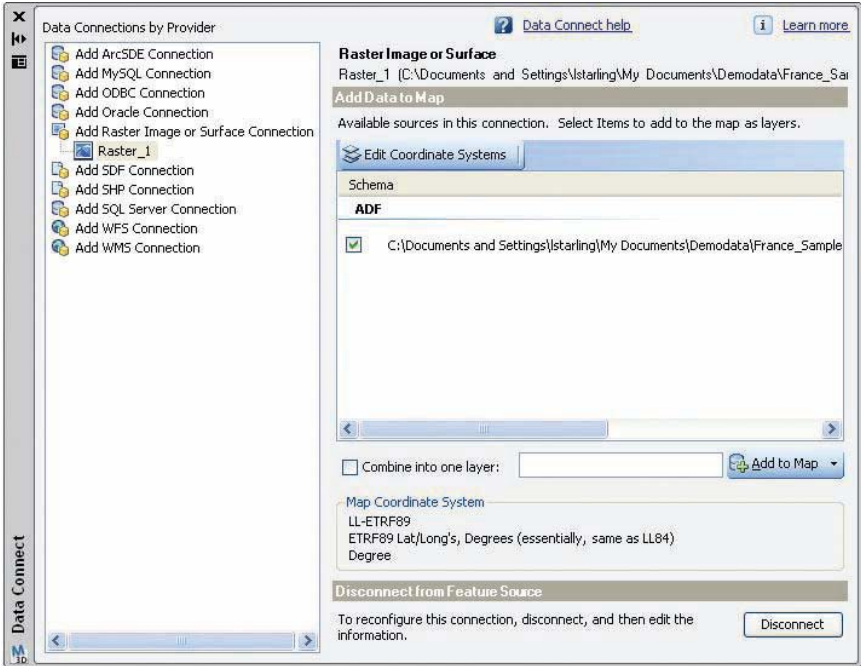 Data Connections by Provider
Data Connect help
i Learn more
Add ArcSDE Connection
Add MySQL Connection
Add ODBC Connection
Add Oracle Connection
Add Raster Image or Surface Connection
Raster_1
Add SDF Connection
Add SHP Connection
Add SQL Server Connection
Add WFS Connection
Add WMS Connection
Raster Image or Surface
Raster_1 (C:\Documents and Settings\lstarling\My Documents\Demodata\France_Sar
Add Data to Map
Available sources in this connection. Select Items to add to the map as layers.
Edit Coordinate Systems
Schema
ADF
C:\Documents and Settings\lstarling\My Documents\Demodata\France_Sample
Combine into one layer:
Add to Map
Map Coordinate System
LL-ETRF89
ETRF89 Lat/Long's, Degrees (essentially, same as LL84)
Degree
Disconnect from Feature Source
To reconfigure this connection, disconnect, and then edit the
information.
Disconnect
Data Connect
M
3D